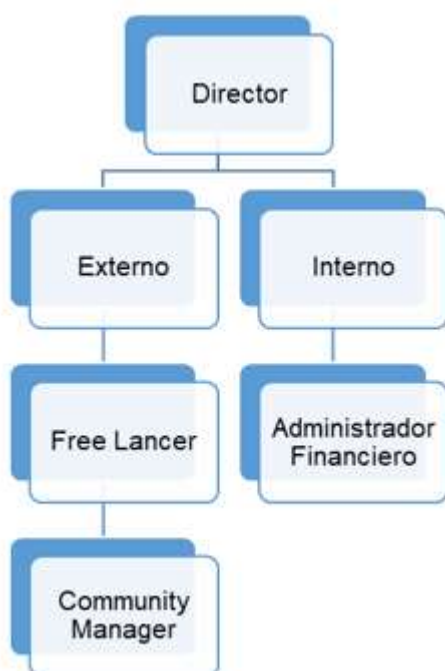 Director
Externo
Interno
Free Lancer
Administrador
Financiero
Community
Manager